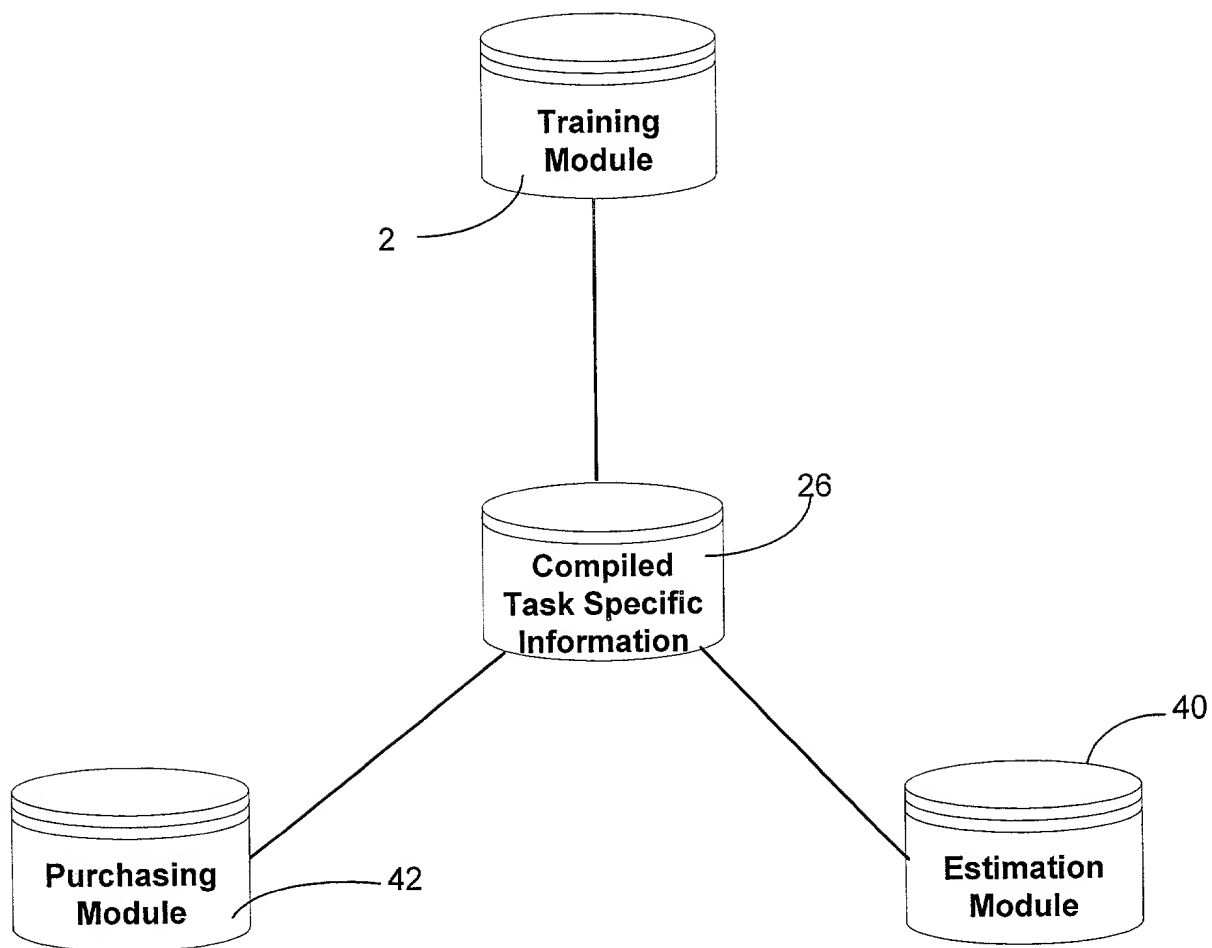 Training
Module
2
26
Compiled
Task Specific
Information
40
Purchasing
Module
42
Estimation
Module